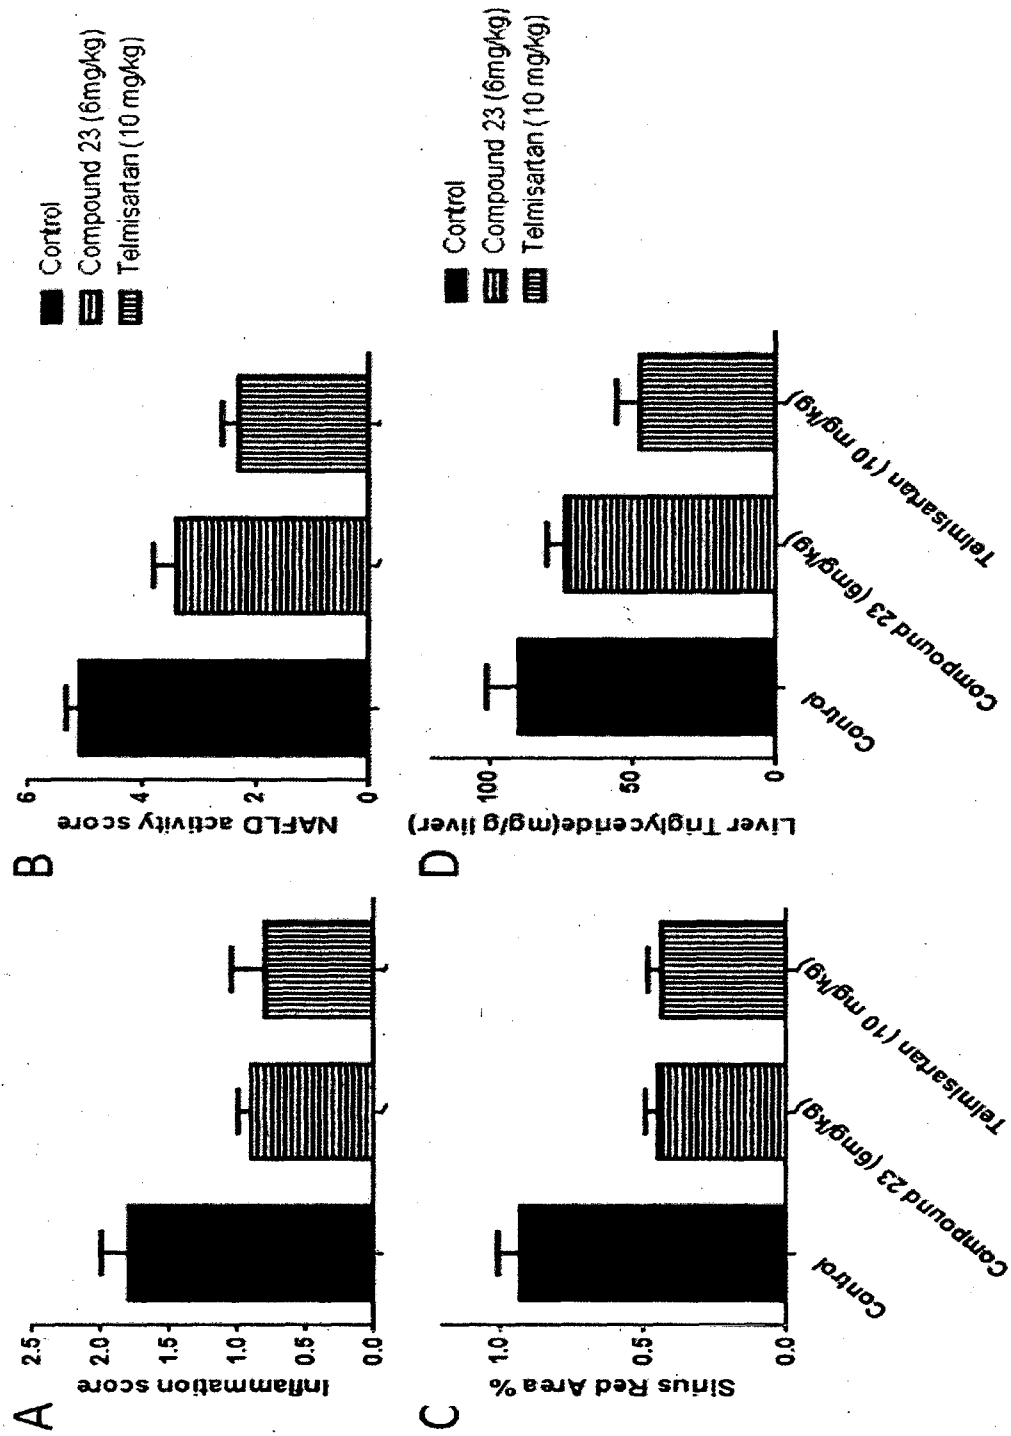 A
Inflammation score
2.5
2.0
1.5
1.0
0.5
0.0
B
NAFLD activity score
6
4
2
0
Control
Compound 23 (6mg/kg)
Telmisartan (10 mg/kg)
C
Sirius Red Area %
1.0
0.5
0.0
Control
Compound 23 (6mg/kg)
Telmisartan (10 mg/kg)
D
Liver Triglyceride(mg/g liver)
100
50
0
Control
Compound 23 (6mg/kg)
Telmisartan (10 mg/kg)
Control
Compound 23 (6mg/kg)
Telmisartan (10 mg/kg)